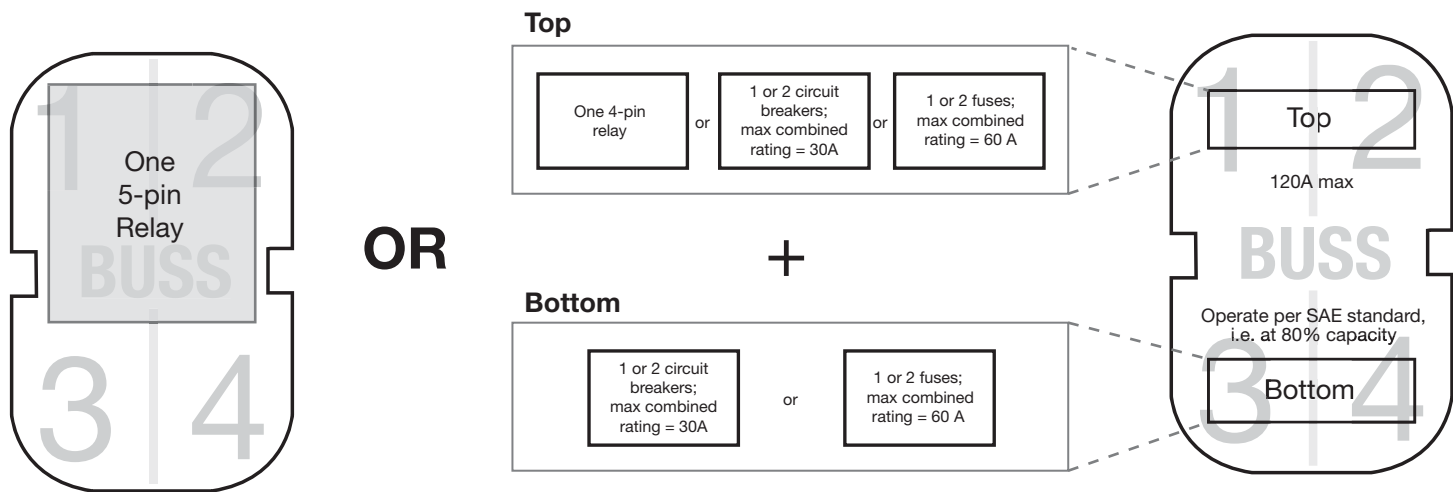 1 2
One
5-pin
Relay
BUSS
3 4
OR
Top
One 4-pin
relay
or
1 or 2 circuit
breakers;
max combined
rating = 30A
or
1 or 2 fuses;
max combined
rating = 60 A
+
Bottom
1 or 2 circuit
breakers;
max combined
rating = 30A
or
1 or 2 fuses;
max combined
rating = 60 A
1 2
Top
120A max
BUSS
Operate per SAE standard,
i.e. at 80% capacity
3 4
Bottom